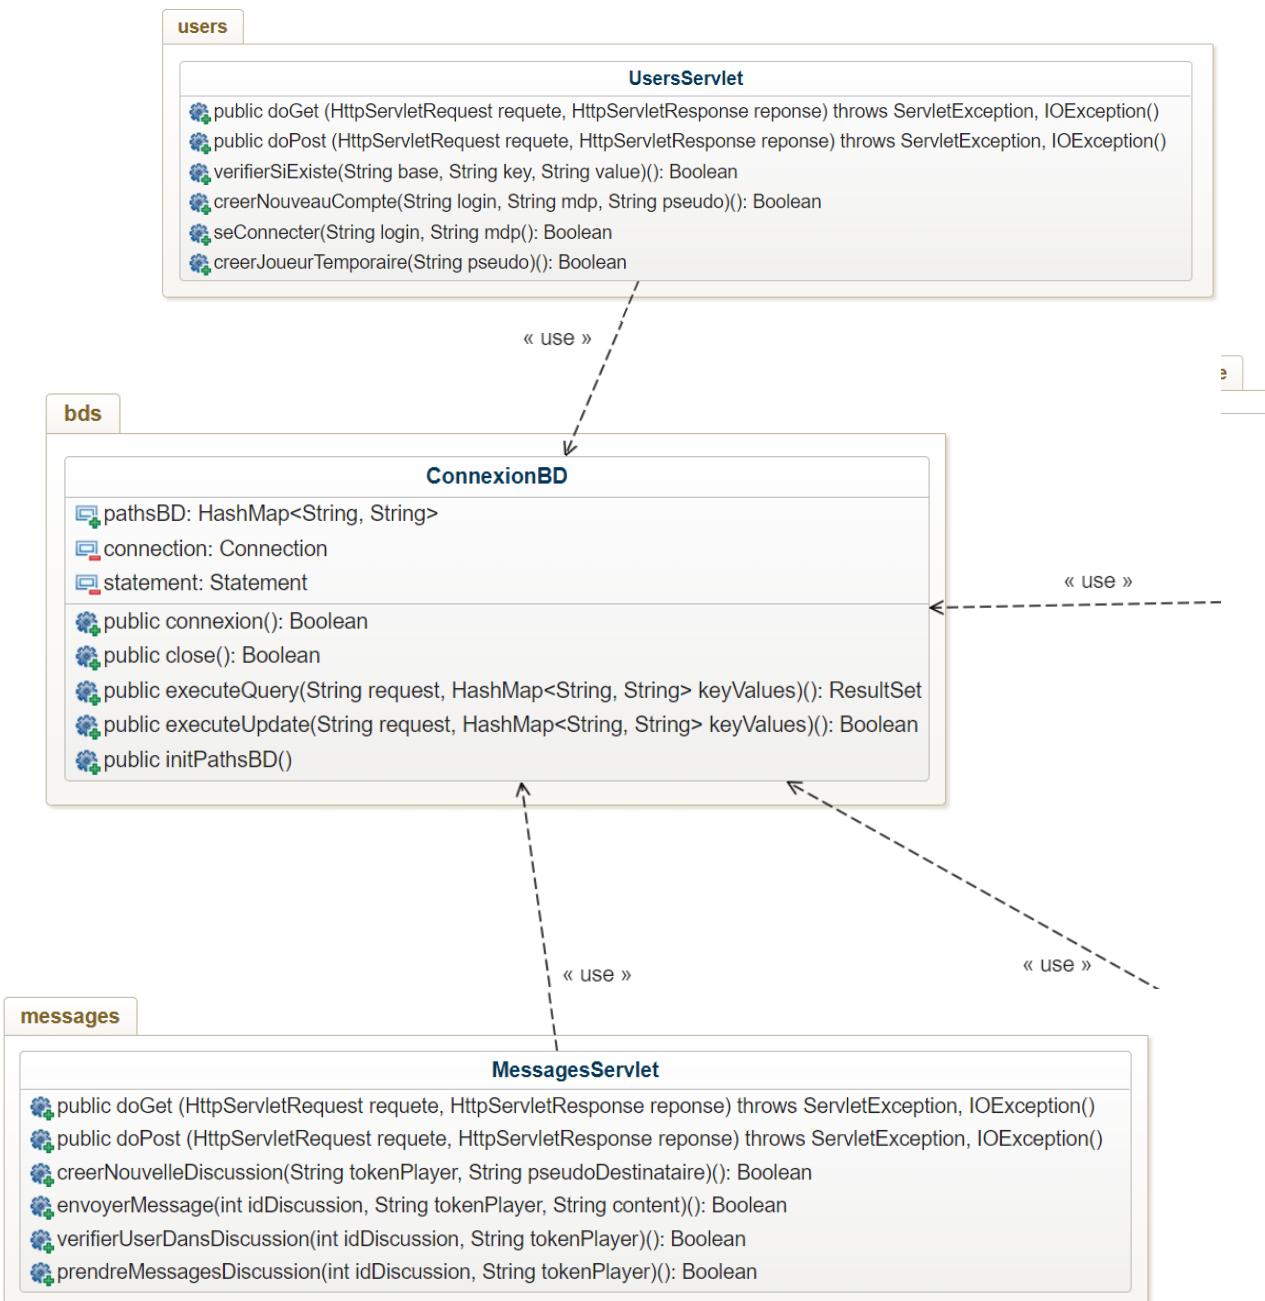 users
UsersServlet
public doGet (HttpServletRequest requete, HttpServletResponse reponse) throws ServletException, IOException()
public doPost (HttpServletRequest requete, HttpServletResponse reponse) throws ServletException, IOException()
verifierSiExiste(String base, String key, String value)(): Boolean
creerNouveauCompte(String login, String mdp, String pseudo)(): Boolean
seConnecter(String login, String mdp(): Boolean
creerJoueurTemporaire(String pseudo)(): Boolean
« use »
e
bds
ConnexionBD
pathsBD: HashMap<String, String>
connection: Connection
statement: Statement
« use »
public connexion(): Boolean
public close(): Boolean
public executeQuery(String request, HashMap<String, String> keyValues)(): ResultSet
public executeUpdate(String request, HashMap<String, String> keyValues)(): Boolean
public initPathsBD()
« use »
« use »
messages
MessagesServlet
public doGet (HttpServletRequest requete, HttpServletResponse reponse) throws ServletException, IOException()
public doPost (HttpServletRequest requete, HttpServletResponse reponse) throws ServletException, IOException()
creerNouvelleDiscussion(String tokenPlayer, String pseudoDestinataire)(): Boolean
envoyerMessage(int idDiscussion, String tokenPlayer, String content)(): Boolean
verifierUserDansDiscussion(int idDiscussion, String tokenPlayer)(): Boolean
prendreMessagesDiscussion(int idDiscussion, String tokenPlayer)(): Boolean